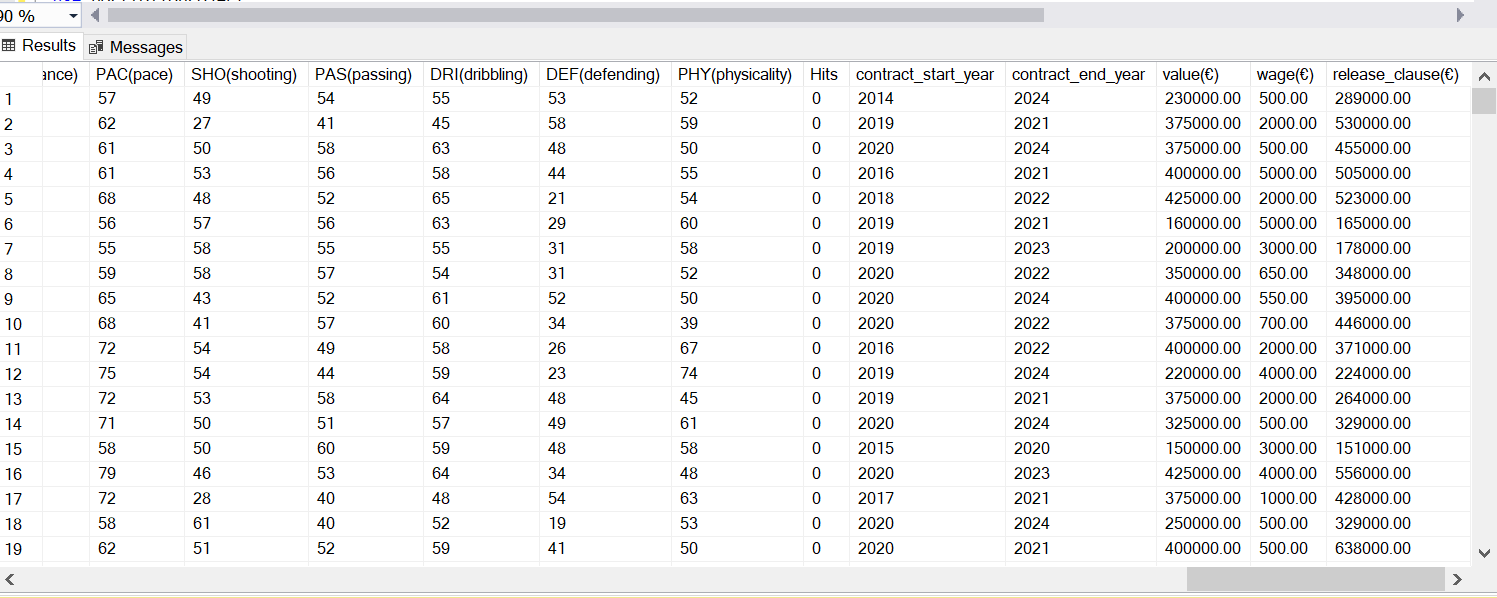 90 %
Results Messages
ance) PAC(pace) SHO(shooting) PAS(passing) DRI(dribbling) DEF(defending) PHY(physicality) Hits contract_start_year contract_end_year value(€) wage(€) release_clause(€)
1 57 49 54 55 53 52 0 2014 2024 230000.00 500.00 289000.00
2 62 27 41 45 58 59 0 2019 2021 375000.00 2000.00 530000.00
3 61 50 58 63 48 50 0 2020 2024 375000.00 500.00 455000.00
4 61 53 56 58 44 55 0 2016 2021 400000.00 5000.00 505000.00
5 68 48 52 65 21 54 0 2018 2022 425000.00 2000.00 523000.00
6 56 57 56 63 29 60 0 2019 2021 160000.00 5000.00 165000.00
7 55 58 55 55 31 58 0 2019 2023 200000.00 3000.00 178000.00
8 59 58 57 54 31 52 0 2020 2022 350000.00 650.00 348000.00
9 65 43 52 61 52 50 0 2020 2024 400000.00 550.00 395000.00
10 68 41 57 60 34 39 0 2020 2022 375000.00 700.00 446000.00
11 72 54 49 58 26 67 0 2016 2022 400000.00 2000.00 371000.00
12 75 54 44 59 23 74 0 2019 2024 220000.00 4000.00 224000.00
13 72 53 58 64 48 45 0 2019 2021 375000.00 2000.00 264000.00
14 71 50 51 57 49 61 0 2020 2024 325000.00 500.00 329000.00
15 58 50 60 59 48 58 0 2015 2020 150000.00 3000.00 151000.00
16 79 46 53 64 34 48 0 2020 2023 425000.00 4000.00 556000.00
17 72 28 40 48 54 63 0 2017 2021 375000.00 1000.00 428000.00
18 58 61 40 52 19 53 0 2020 2024 250000.00 500.00 329000.00
19 62 51 52 59 41 50 0 2020 2021 400000.00 500.00 638000.00